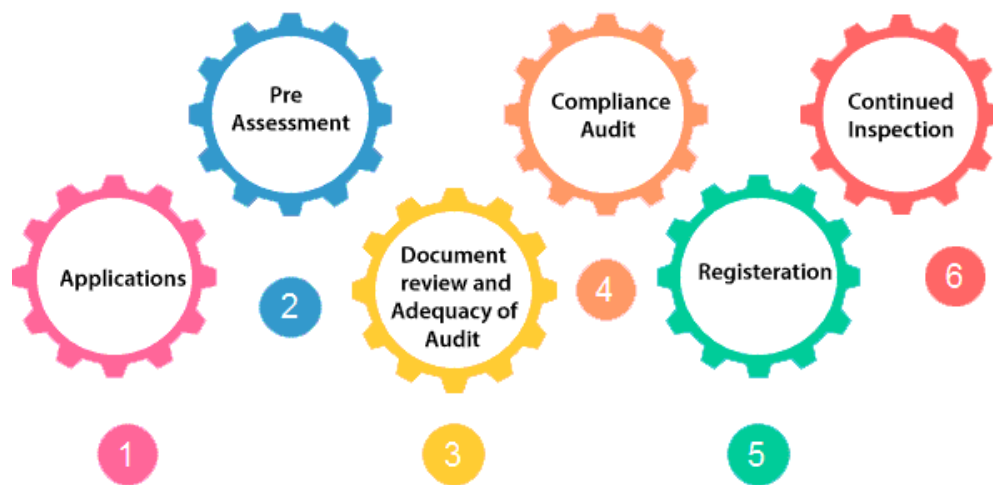 Applications
1
Pre
Assessment
2
Document
review and
Adequacy of
Audit
3
Compliance
Audit
4
Registeration
5
Continued
Inspection
6